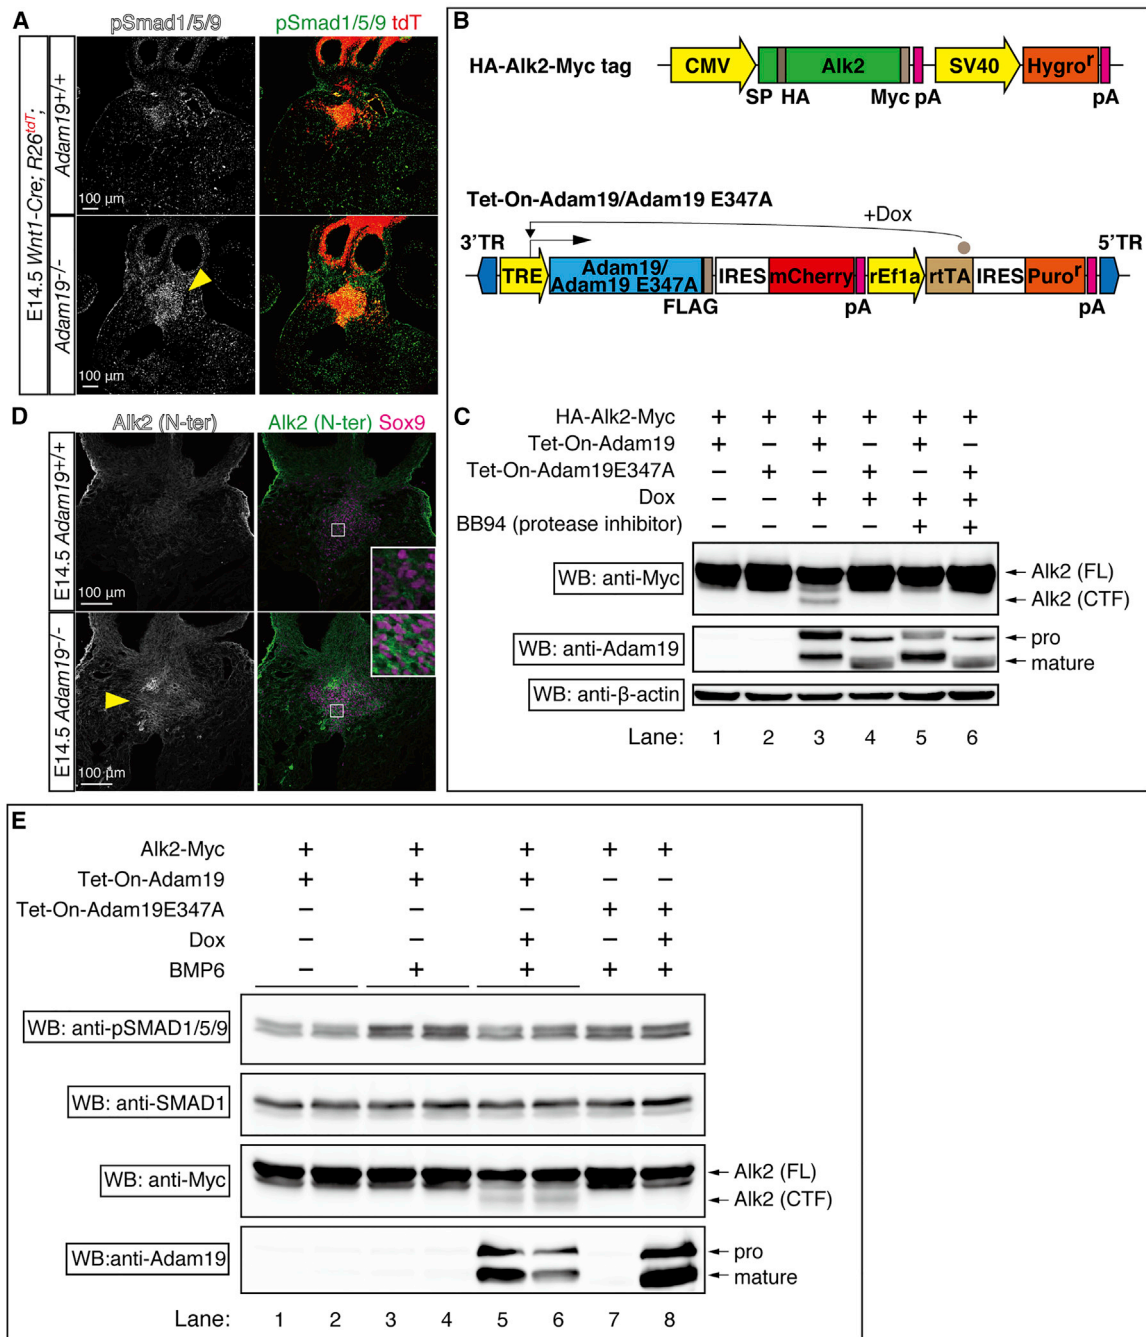 A
pSmad1/5/9
pSmad1/5/9 tdT
E14.5 Wnt1-Cre; R26tdT;
Adam19+/+
Adam19-/-
100 µm
100 µm
B
HA-Alk2-Myc tag
CMV
Alk2
SV40
Hygror
SP
HA
Myc
pA
pA
Tet-On-Adam19/Adam19 E347A
+Dox
3'TR
5'TR
TRE
Adam19/
Adam19 E347A
IRES
mCherry
rEf1a
rtTA
IRES
Puror
FLAG
pA
pA
C
HA-Alk2-Myc + + + + + +
Tet-On-Adam19 + − + − + −
Tet-On-Adam19E347A − + − + − +
Dox − − + + + +
BB94 (protease inhibitor) − − − − + +
WB: anti-Myc
Alk2 (FL)
Alk2 (CTF)
WB: anti-Adam19
pro
mature
WB: anti-β-actin
Lane: 1 2 3 4 5 6
D
Alk2 (N-ter)
Alk2 (N-ter) Sox9
E14.5 Adam19+/+
E14.5 Adam19−/−
100 µm
100 µm
E
Alk2-Myc + + + + +
Tet-On-Adam19 + + + − −
Tet-On-Adam19E347A − − − + +
Dox − − + − +
BMP6 − + + + +
WB: anti-pSMAD1/5/9
WB: anti-SMAD1
WB: anti-Myc
Alk2 (FL)
Alk2 (CTF)
WB:anti-Adam19
pro
mature
Lane: 1 2 3 4 5 6 7 8